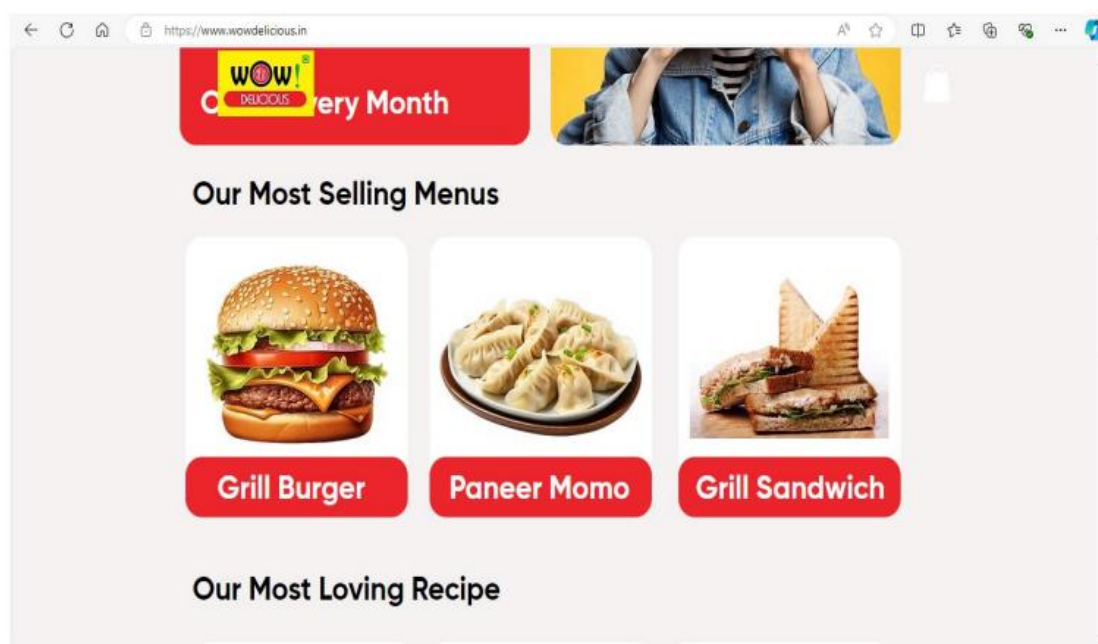 https://www.wowdelicious.in
WOW!
DELICIOUS
very Month
Our Most Selling Menus
Grill Burger
Paneer Momo
Grill Sandwich
Our Most Loving Recipe